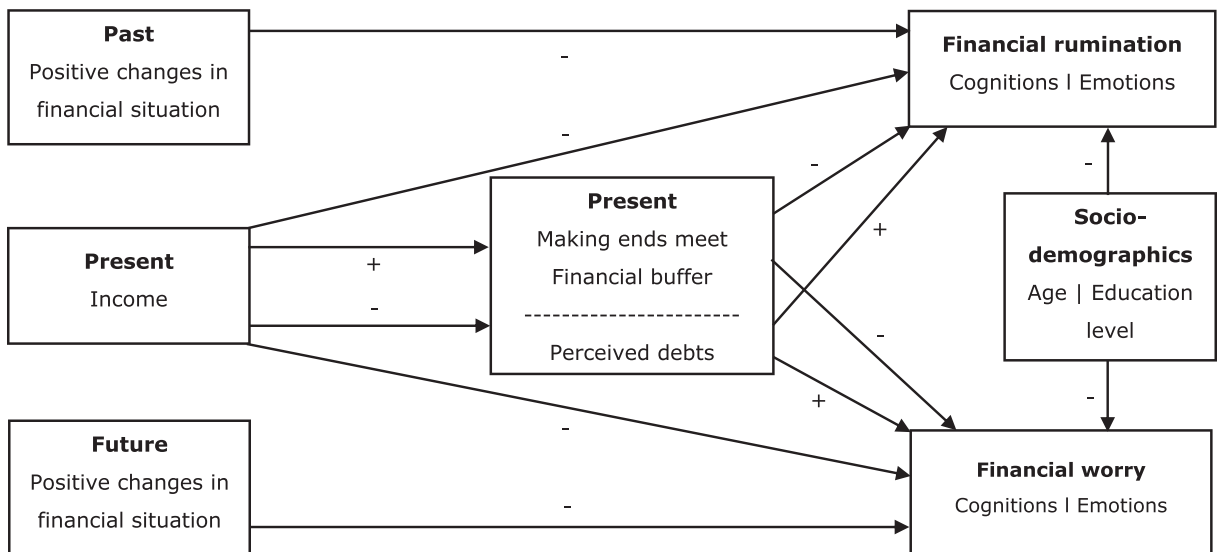 Past
Positive changes in
financial situation
-
-
Financial rumination
Cognitions l Emotions
Present
Income
+
-
Present
Making ends meet
Financial buffer
Perceived debts
-
+
-
+
-
Socio-
demographics
Age | Education
level
-
Future
Positive changes in
financial situation
-
-
Financial worry
Cognitions l Emotions